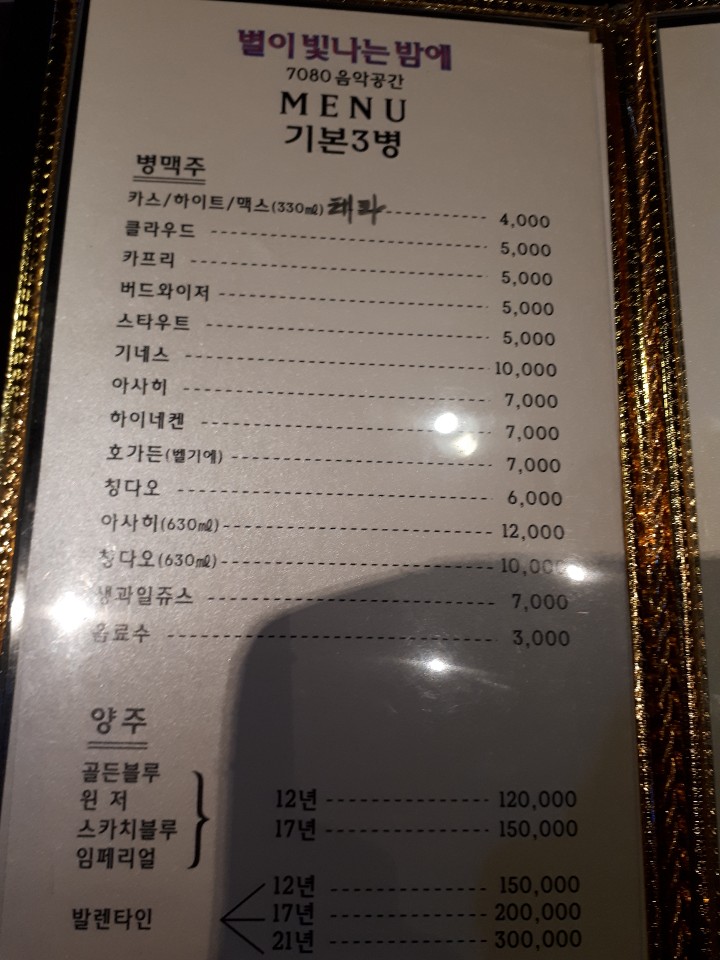 별이 빛나는 밤에
7080 음악공간
MENU
기본3병
병맥주
카스/하이트/맥스(330㎖) 테라 4,000
클라우드 5,000
카프리 5,000
버드와이저 5,000
스타우트 5,000
기네스 10,000
아사히 7,000
하이네켄 7,000
호가든(벨기에) 7,000
칭다오 6,000
아사히(630㎖) 12,000
칭다오(630㎖) 10,000
생과일쥬스 7,000
음료수 3,000
양주
골든블루
윈 저 12년 120,000
스카치블루 17년 150,000
임페리얼
12년 150,000
발렌타인 17년 200,000
21년 300,000